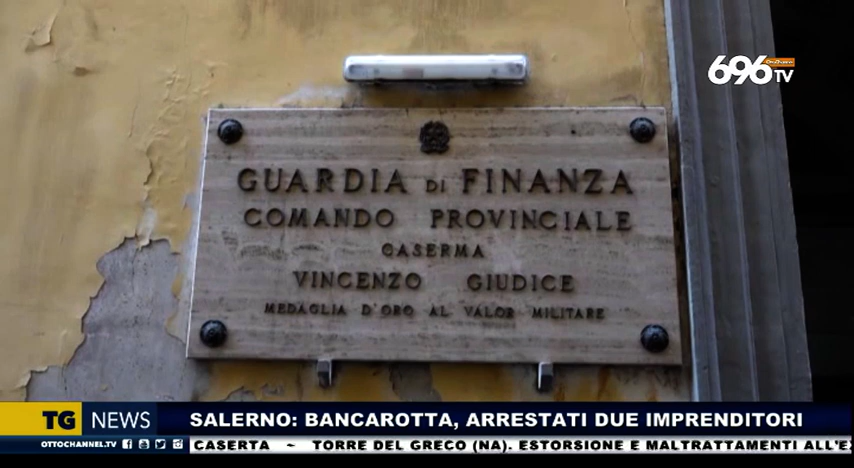 696
OttoChannel
TV
GUARDIA DI FINANZA
COMANDO PROVINCIALE
CASERMA
VINCENZO GIUDICE
MEDAGLIA D'ORO AL VALOR MILITARE
TG NEWS
SALERNO: BANCAROTTA, ARRESTATI DUE IMPRENDITORI
OTTOCHANNEL.TV
CASERTA ~ TORRE DEL GRECO (NA). ESTORSIONE E MALTRATTAMENTI ALL'E